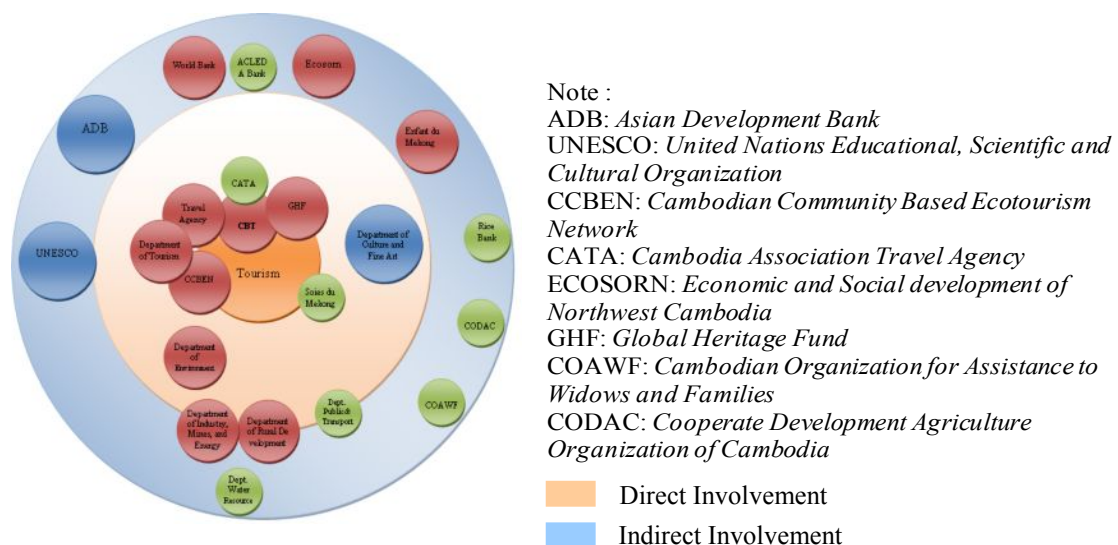 World Bank
ACLED
A Bank
Ecosorn
ADB
Enfant du
Mekong
CATA
Travel
Agency
CBT
GHF
Department
of Tourism
CCBEN
Tourism
Department of
Culture and
Fine Art
Rice
Bank
UNESCO
Soies du
Mekong
CODAC
Department
of
Environment
Department
of Industry,
Mines, and
Energy
Department
of Rural De
velopment
Dept.
Public&
Transport
COAWF
Dept.
Water
Resource
Note :
ADB: Asian Development Bank
UNESCO: United Nations Educational, Scientific and
Cultural Organization
CCBEN: Cambodian Community Based Ecotourism
Network
CATA: Cambodia Association Travel Agency
ECOSORN: Economic and Social development of
Northwest Cambodia
GHF: Global Heritage Fund
COAWF: Cambodian Organization for Assistance to
Widows and Families
CODAC: Cooperate Development Agriculture
Organization of Cambodia
Direct Involvement
Indirect Involvement